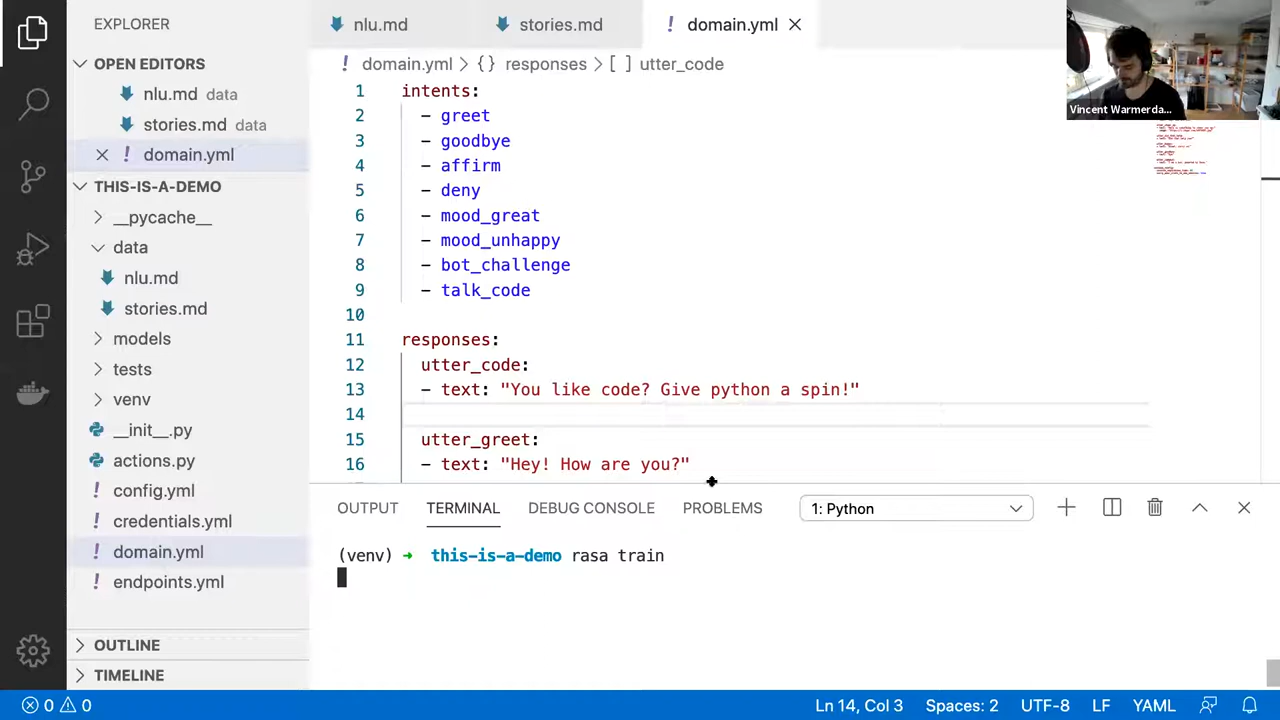 EXPLORER
OPEN EDITORS
nlu.md data
stories.md data
! domain.yml
THIS-IS-A-DEMO
__pycache__
data
nlu.md
stories.md
models
tests
venv
__init__.py
actions.py
! config.yml
! credentials.yml
! domain.yml
! endpoints.yml
OUTLINE
TIMELINE
nlu.md
stories.md
! domain.yml
! domain.yml > {} responses > [ ] utter_code
1 intents:
2 - greet
3 - goodbye
4 - affirm
5 - deny
6 - mood_great
7 - mood_unhappy
8 - bot_challenge
9 - talk_code
10
11 responses:
12 utter_code:
13 - text: "You like code? Give python a spin!"
14
15 utter_greet:
16 - text: "Hey! How are you?"
Vincent Warmerda...
OUTPUT TERMINAL DEBUG CONSOLE PROBLEMS 1: Python
(venv) → this-is-a-demo rasa train
0 0 Ln 14, Col 3 Spaces: 2 UTF-8 LF YAML